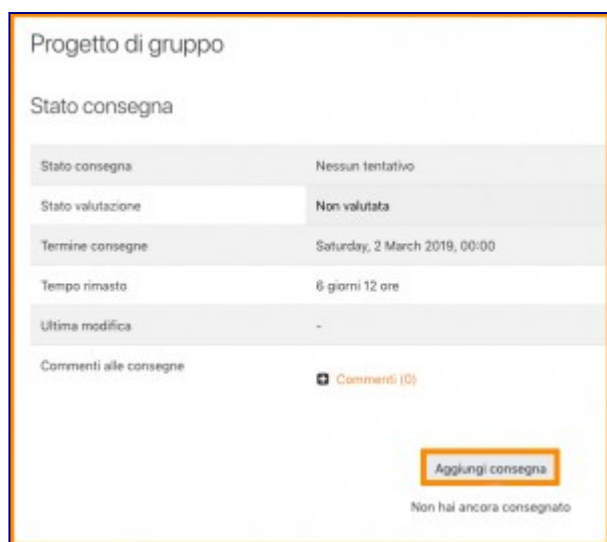 Progetto di gruppo
Stato consegna
Stato consegna Nessun tentativo
Stato valutazione Non valutata
Termine consegne Saturday, 2 March 2019, 00:00
Tempo rimasto 6 giorni 12 ore
Ultima modifica -
Commenti alle consegne
Commenti (0)
Aggiungi consegna
Non hai ancora consegnato